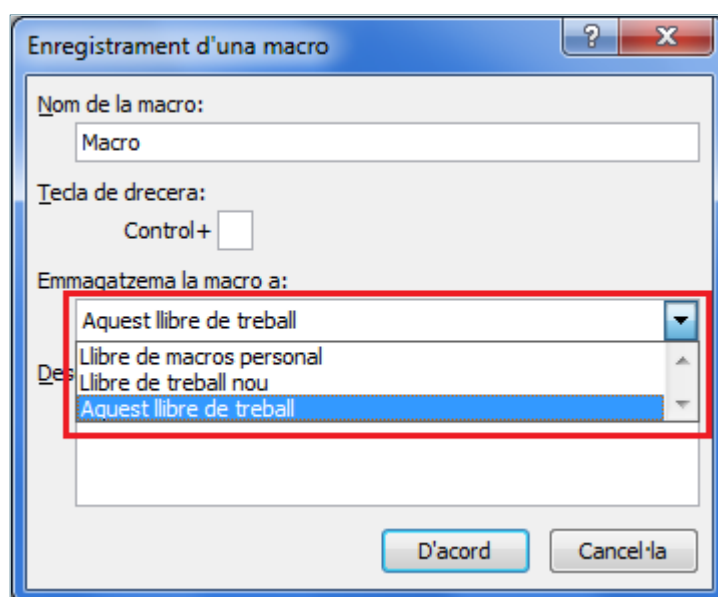 Enregistrament d'una macro
Nom de la macro:
Macro
Tecla de drecera:
Control+
Emmagatzema la macro a:
Aquest llibre de treball
Llibre de macros personal
Des
Llibre de treball nou
Aquest llibre de treball
D'acord
Cancel·la